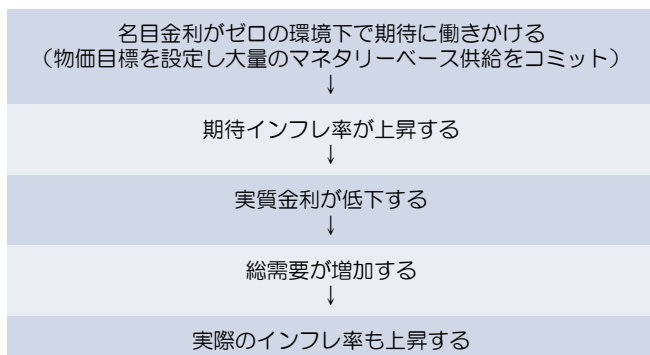 名目金利がゼロの環境下で期待に働きかける
（物価目標を設定し大量のマネタリーベース供給をコミット）
↓
期待インフレ率が上昇する
↓
実質金利が低下する
↓
総需要が増加する
↓
実際のインフレ率も上昇する